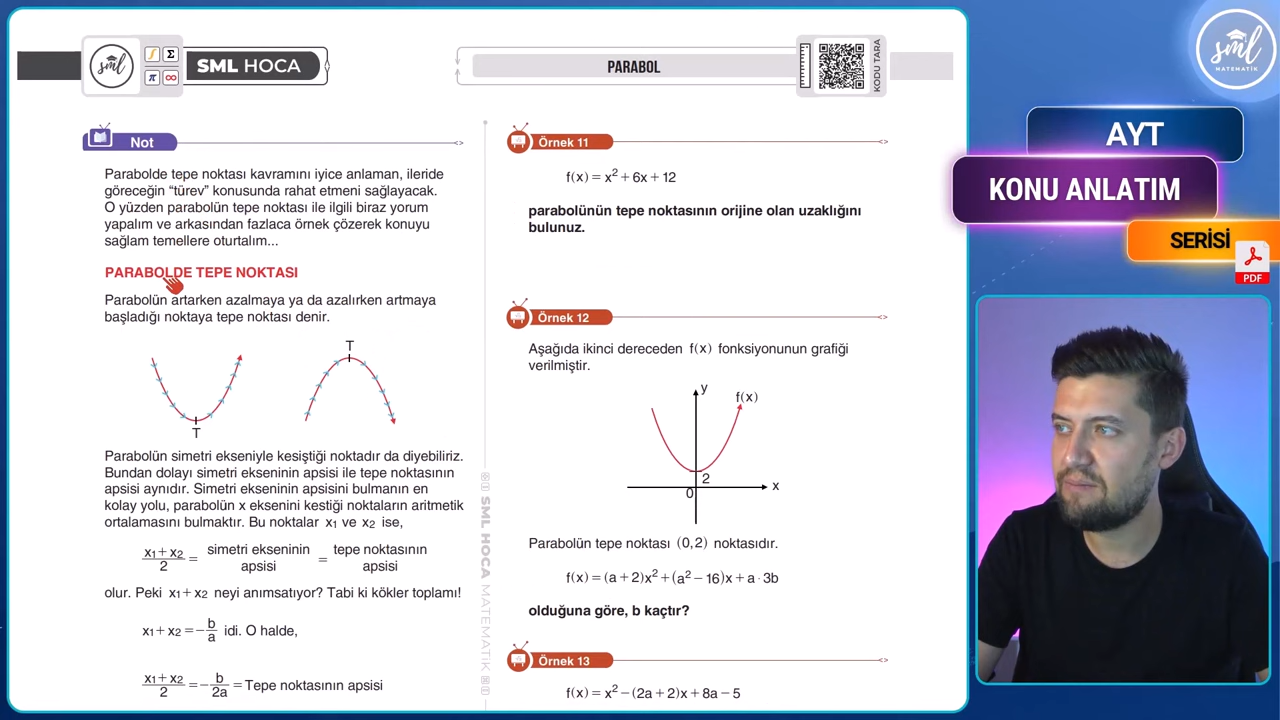 sml
f Σ
π ∞
SML HOCA
PARABOL
KODU TARA
Not
Parabolde tepe noktası kavramını iyice anlaman, ileride
göreceğin “türev” konusunda rahat etmeni sağlayacak.
O yüzden parabolün tepe noktası ile ilgili biraz yorum
yapalım ve arkasından fazlaca örnek çözerek konuyu
sağlam temellere oturtalım...
PARABOLDE TEPE NOKTASI
Parabolün artarken azalmaya ya da azalırken artmaya
başladığı noktaya tepe noktası denir.
T
T
Parabolün simetri ekseniyle kesiştiği noktadır da diyebiliriz.
Bundan dolayı simetri ekseninin apsisi ile tepe noktasının
apsisi aynıdır. Simetri ekseninin apsisini bulmanın en
kolay yolu, parabolün x eksenini kestiği noktaların aritmetik
ortalamasını bulmaktır. Bu noktalar x₁ ve x₂ ise,
(x₁ + x₂)/2 = simetri ekseninin apsisi = tepe noktasının apsisi
olur. Peki x₁ + x₂ neyi anımsatıyor? Tabi ki kökler toplamı!
x₁ + x₂ = −b/a idi. O halde,
(x₁ + x₂)/2 = −b/2a = Tepe noktasının apsisi
SML HOCA MATEMATİK
Örnek 11
f(x) = x² + 6x + 12
parabolünün tepe noktasının orijine olan uzaklığını
bulunuz.
Örnek 12
Aşağıda ikinci dereceden f(x) fonksiyonunun grafiği
verilmiştir.
y
f(x)
2
0
x
Parabolün tepe noktası (0,2) noktasıdır.
f(x) = (a + 2)x² + (a² − 16)x + a · 3b
olduğuna göre, b kaçtır?
Örnek 13
f(x) = x² − (2a + 2)x + 8a − 5
sml
MATEMATİK
AYT
KONU ANLATIM
SERİSİ
PDF